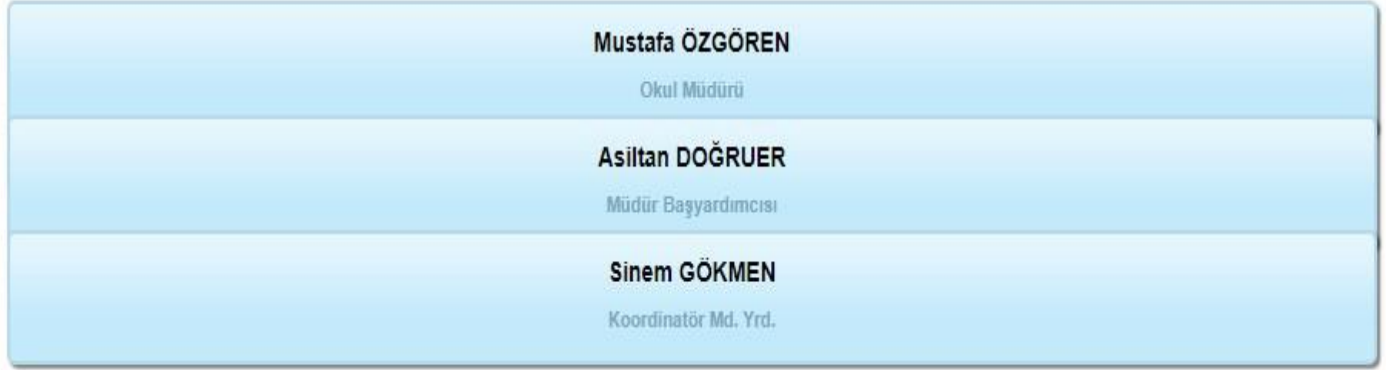 Mustafa ÖZGÖREN
Okul Müdürü
Asiltan DOĞRUER
Müdür Başyardımcısı
Sinem GÖKMEN
Koordinatör Md. Yrd.